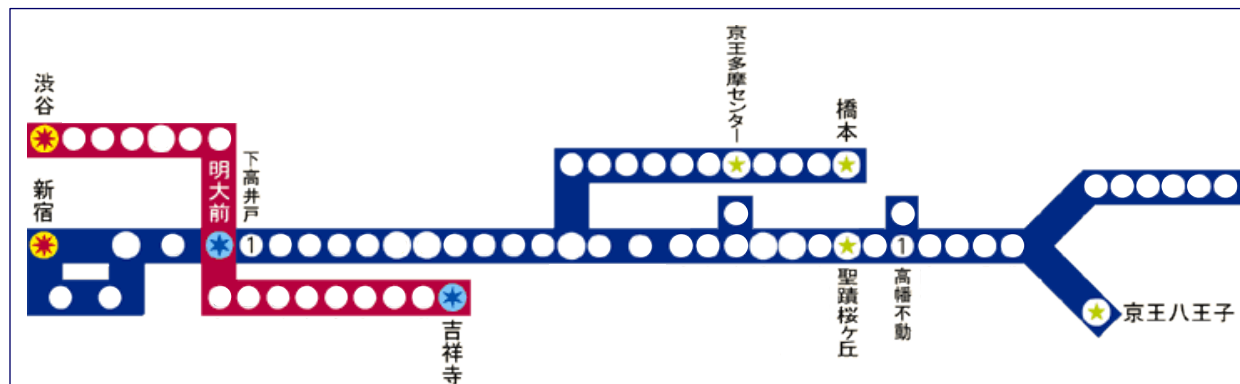 渋谷
新宿
明大前
下高井戸
1
吉祥寺
京王多摩センター
橋本
聖蹟桜ヶ丘
1
高幡不動
京王八王子